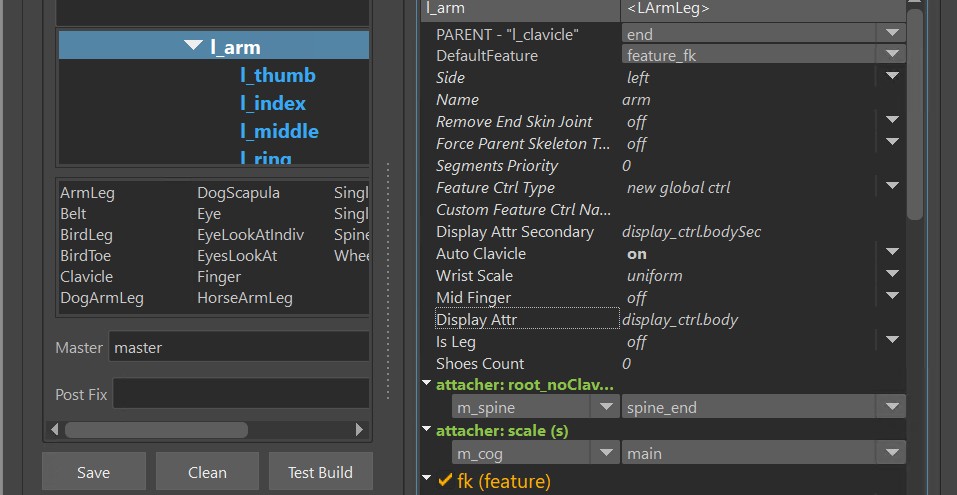 l_arm
l_thumb
l_index
l_middle
l_ring
ArmLeg DogScapula Singl
Belt Eye Singl
BirdLeg EyeLookAtIndiv Spine
BirdToe EyesLookAt Whee
Clavicle Finger
DogArmLeg HorseArmLeg
Master master
Post Fix
Save Clean Test Build
l_arm <LArmLeg>
PARENT - "l_clavicle" end
DefaultFeature feature_fk
Side left
Name arm
Remove End Skin Joint off
Force Parent Skeleton T... off
Segments Priority 0
Feature Ctrl Type new global ctrl
Custom Feature Ctrl Na...
Display Attr Secondary display_ctrl.bodySec
Auto Clavicle on
Wrist Scale uniform
Mid Finger off
Display Attr display_ctrl.body
Is Leg off
Shoes Count 0
attacher: root_noClav...
m_spine spine_end
attacher: scale (s)
m_cog main
fk (feature)